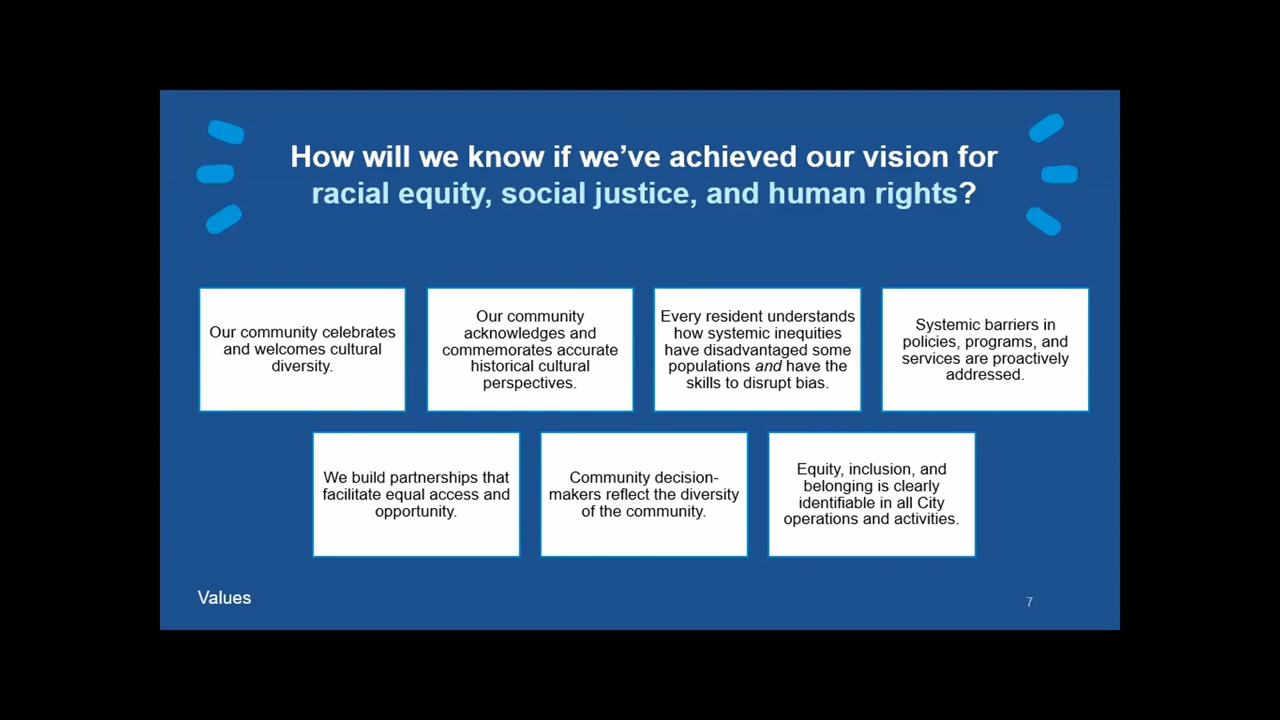 How will we know if we’ve achieved our vision for
racial equity, social justice, and human rights?
Our community celebrates
and welcomes cultural
diversity.
Our community
acknowledges and
commemorates accurate
historical cultural
perspectives.
Every resident understands
how systemic inequities
have disadvantaged some
populations and have the
skills to disrupt bias.
Systemic barriers in
policies, programs, and
services are proactively
addressed.
We build partnerships that
facilitate equal access and
opportunity.
Community decision-
makers reflect the diversity
of the community.
Equity, inclusion, and
belonging is clearly
identifiable in all City
operations and activities.
Values
7